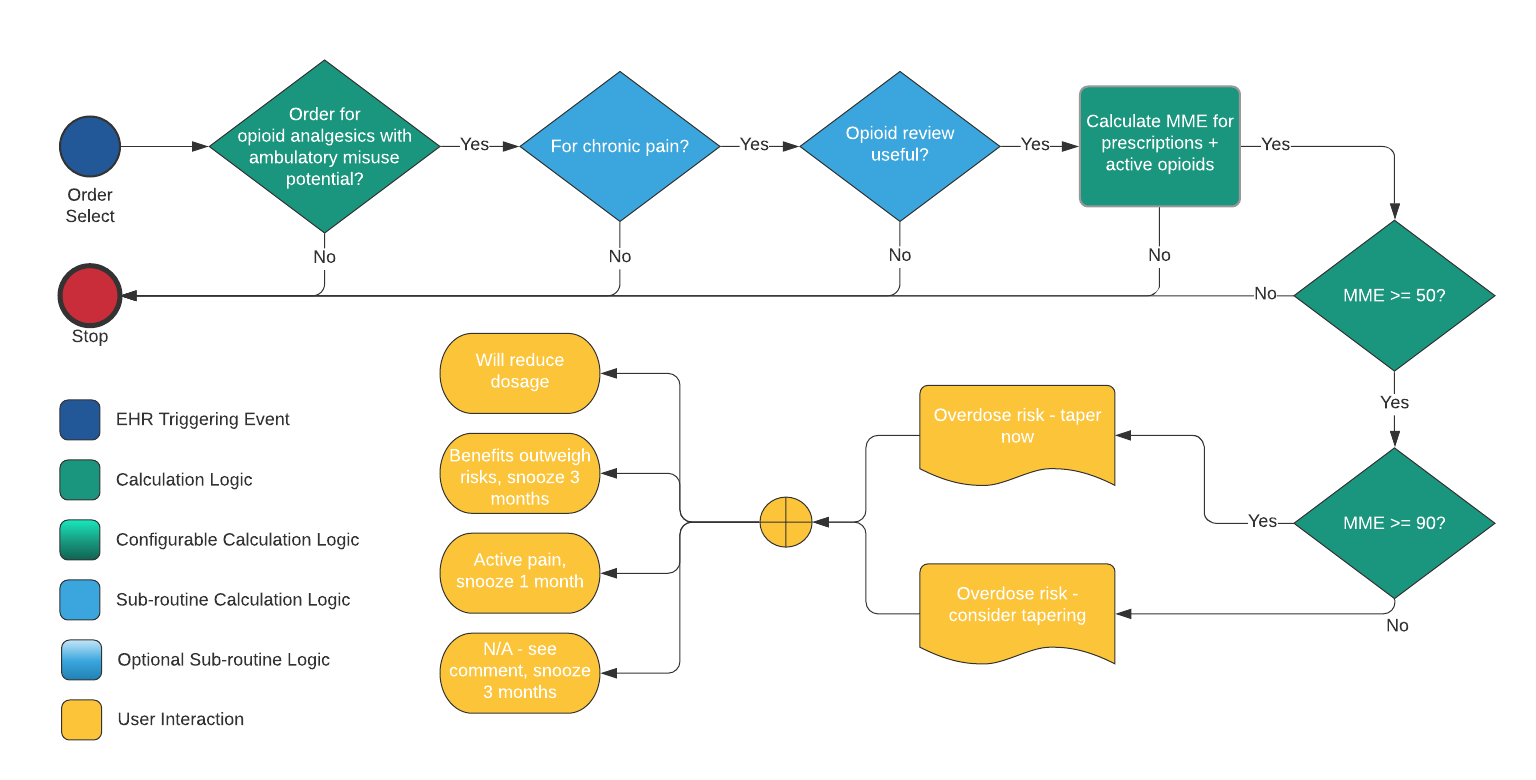 Order for
opioid analgesics with
ambulatory misuse
potential?
Yes
For chronic pain?
Yes
Opioid review
useful?
Yes
Calculate MME for
prescriptions +
active opioids
Yes
Order
Select
No
No
No
No
No
MME >= 50?
Stop
Yes
Will reduce
dosage
Benefits outweigh
risks, snooze 3
months
Active pain,
snooze 1 month
N/A - see
comment, snooze
3 months
Overdose risk - taper
now
Overdose risk -
consider tapering
Yes
MME >= 90?
No
EHR Triggering Event
Calculation Logic
Configurable Calculation Logic
Sub-routine Calculation Logic
Optional Sub-routine Logic
User Interaction